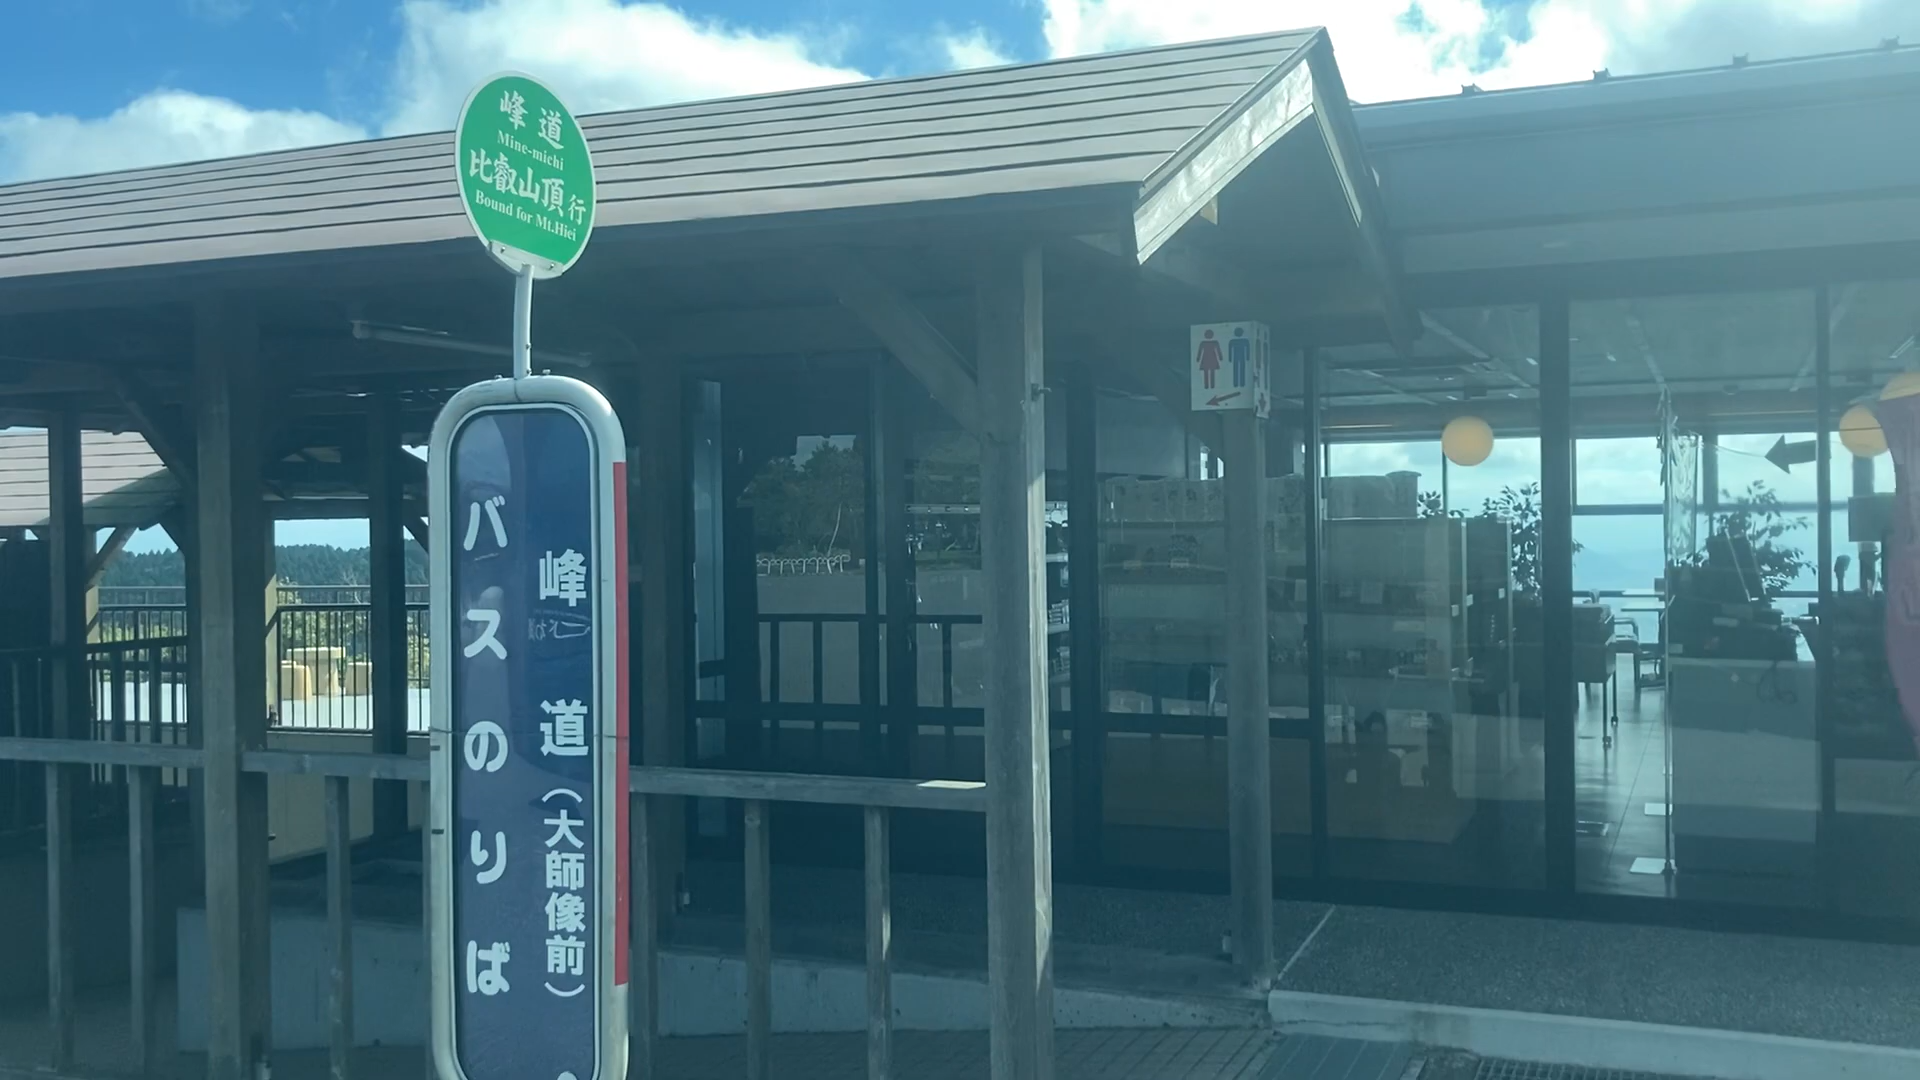 峰道
Mine-michi
比叡山頂行
Bound for Mt.Hiei
峰道（大師像前）
バスのりば